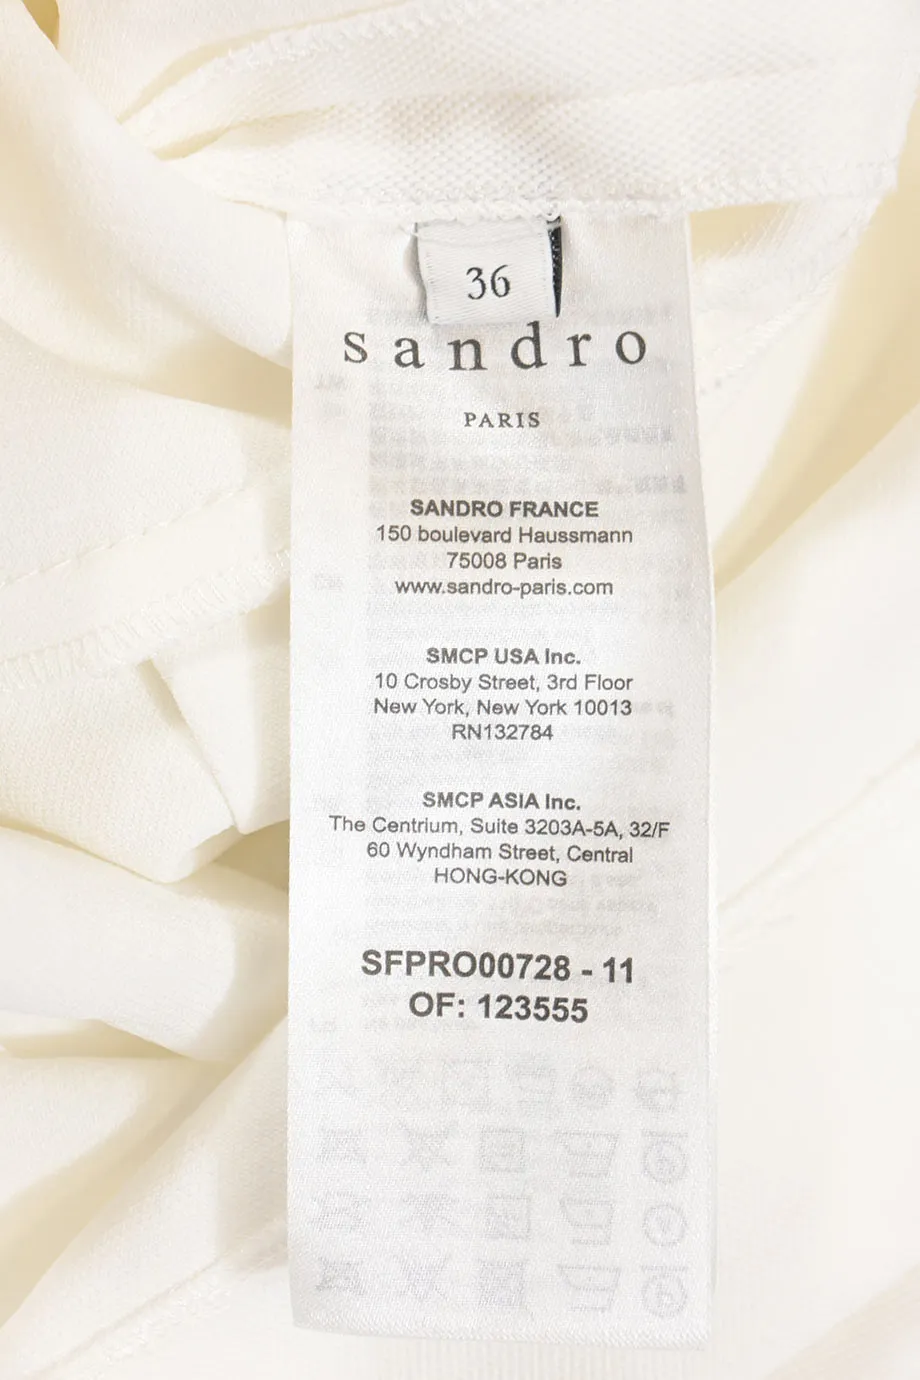 36
sandro
PARIS
SANDRO FRANCE
150 boulevard Haussmann
75008 Paris
www.sandro-paris.com
SMCP USA Inc.
10 Crosby Street, 3rd Floor
New York, New York 10013
RN132784
SMCP ASIA Inc.
The Centrium, Suite 3203A-5A, 32/F
60 Wyndham Street, Central
HONG-KONG
SFPRO00728 - 11
OF: 123555